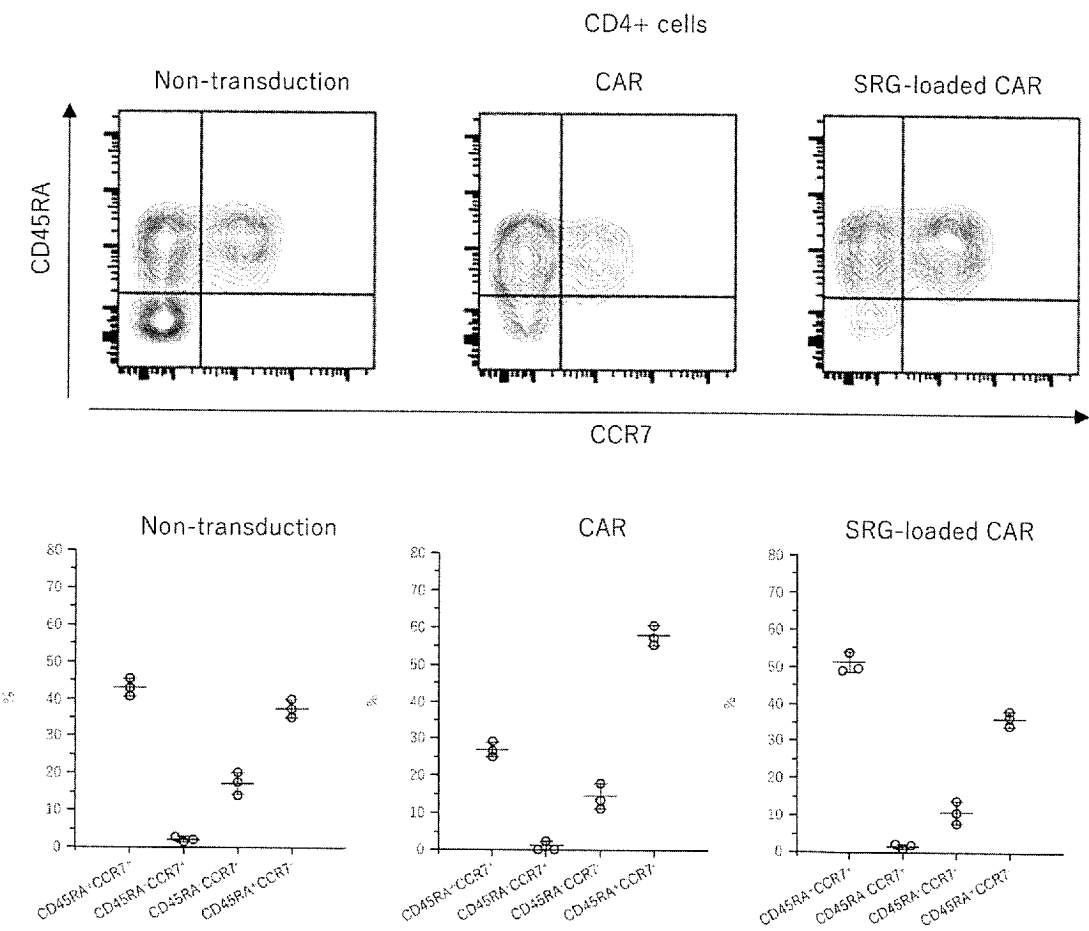 CD4+ cells
Non-transduction
CAR
SRG-loaded CAR
CD45RA
CCR7
Non-transduction
CAR
SRG-loaded CAR
80
70
60
50
40
30
20
10
0
%
CD45RA⁺CCR7⁺
CD45RA⁻CCR7⁺
CD45RA⁻CCR7⁻
CD45RA⁺CCR7⁻
80
70
60
50
40
30
20
10
0
%
CD45RA⁺CCR7⁺
CD45RA⁻CCR7⁺
CD45RA⁻CCR7⁻
CD45RA⁺CCR7⁻
80
70
60
50
40
30
20
10
0
%
CD45RA⁺CCR7⁺
CD45RA⁻CCR7⁺
CD45RA⁻CCR7⁻
CD45RA⁺CCR7⁻